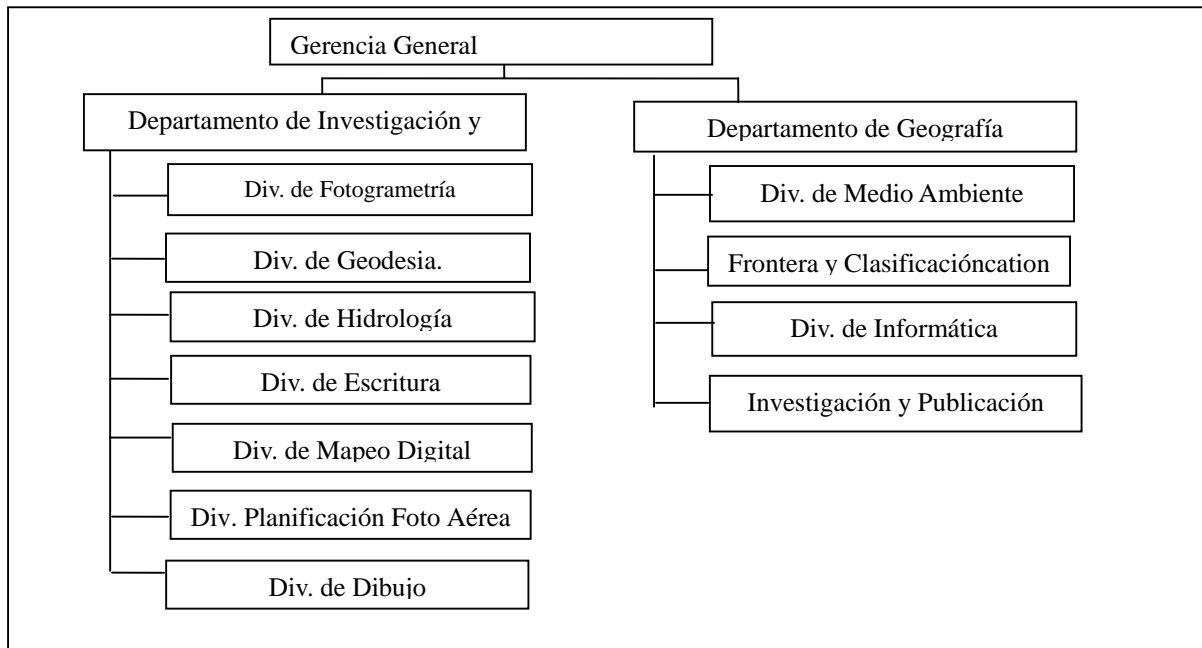 Gerencia General
Departamento de Investigación y
Div. de Fotogrametría
Div. de Geodesia.
Div. de Hidrología
Div. de Escritura
Div. de Mapeo Digital
Div. Planificación Foto Aérea
Div. de Dibujo
Departamento de Geografía
Div. de Medio Ambiente
Frontera y Clasificacióncation
Div. de Informática
Investigación y Publicación